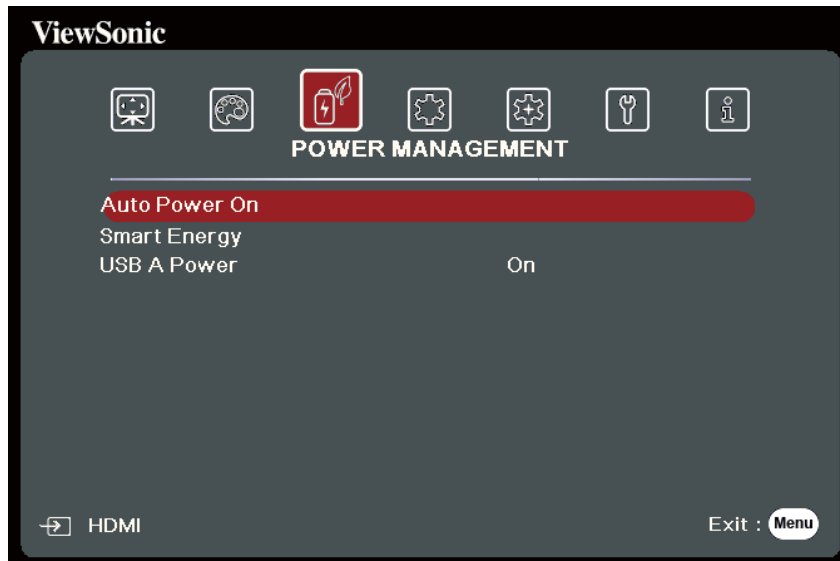 ViewSonic
POWER MANAGEMENT
Auto Power On
Smart Energy
USB A Power On
HDMI Exit : Menu